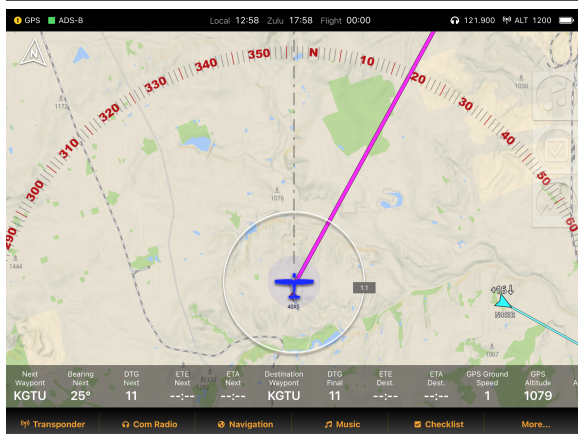 GPS ADS-B Local 12:58 Zulu 17:58 Flight 00:00 121.900 ALT 1200
290 300 310 320 330 340 350 N 10 20 30 40 50 60
1173
1030
1076
1444
1.1
+16↓
1067
Next Waypont Bearing Next DTG Next ETE Next ETA Next Destination Waypont DTG Final ETE Dest. ETA Dest. GPS Ground Speed GPS Altitude A
KGTU 25° 11 --:-- --:-- KGTU 11 --:-- --:-- 1 1079
Transponder Com Radio Navigation Music Checklist More...